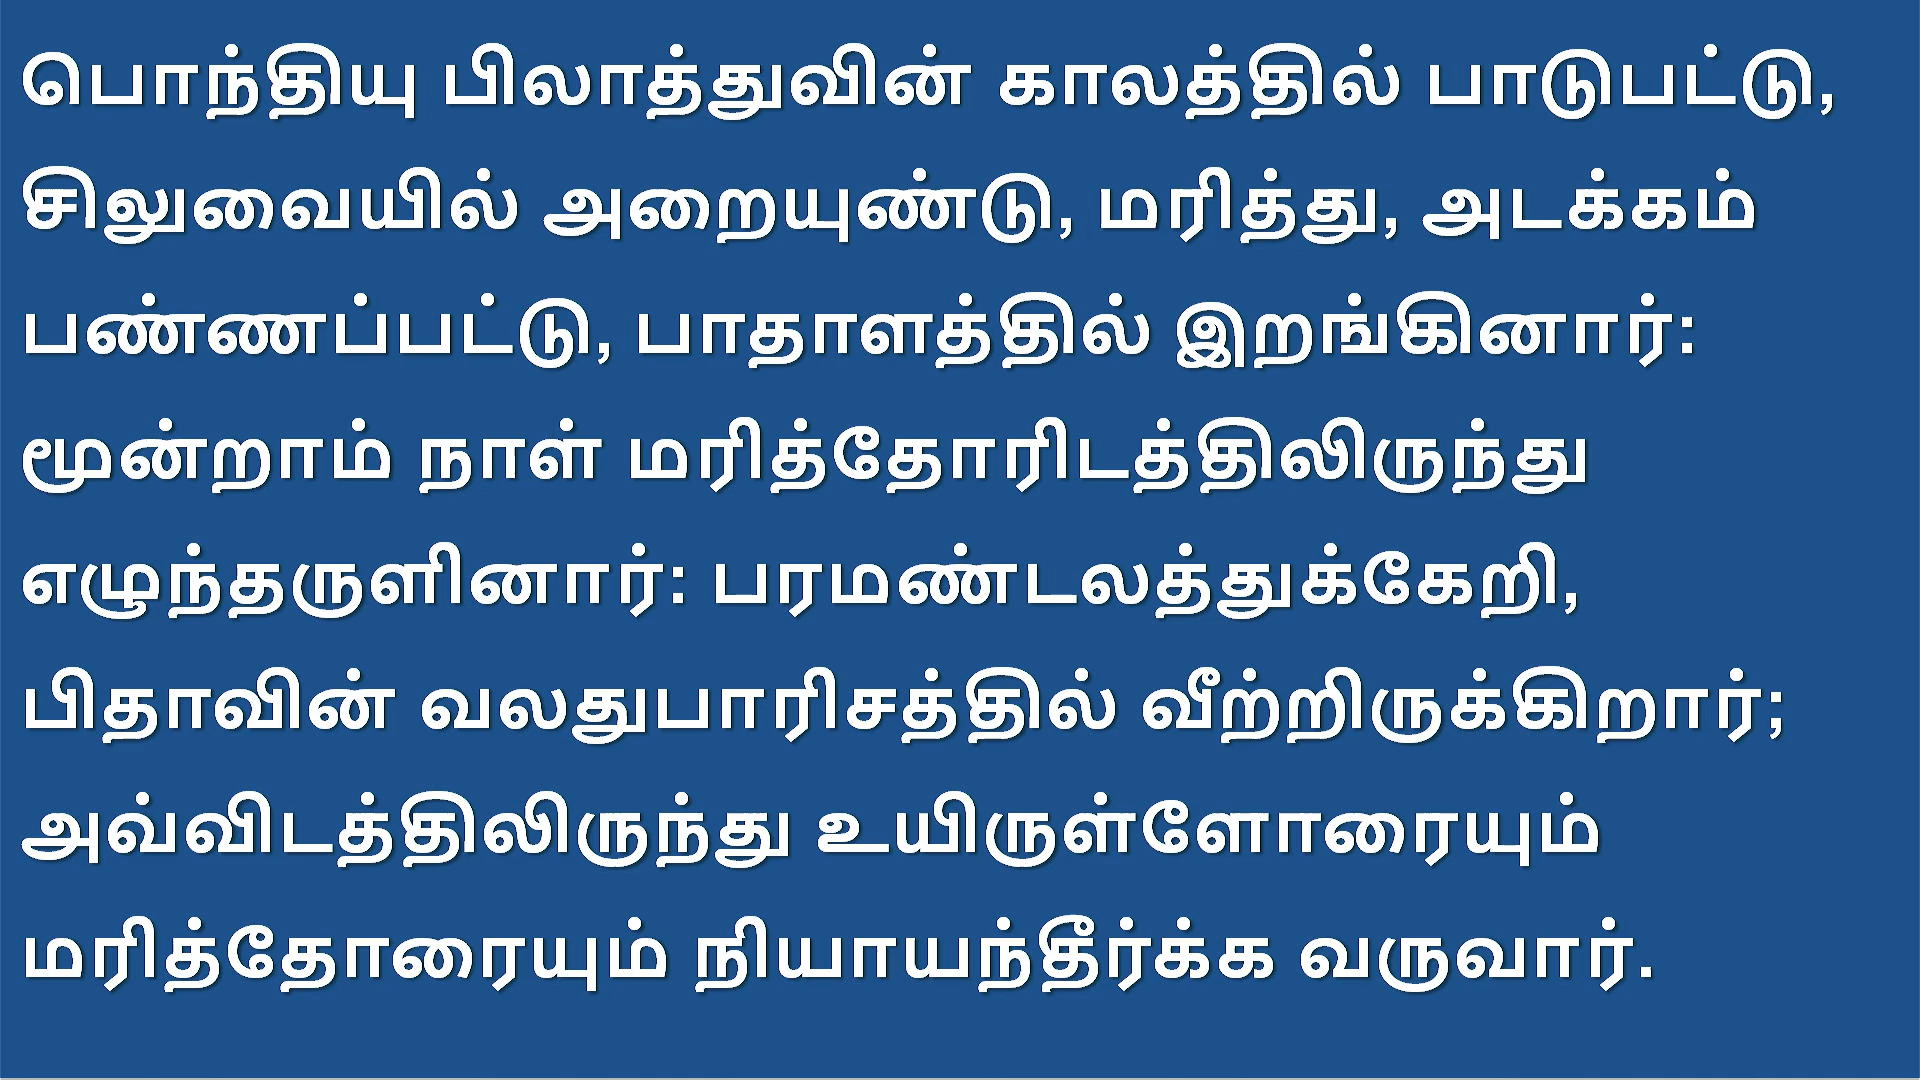 பொந்தியு பிலாத்துவின் காலத்தில் பாடுபட்டு,
சிலுவையில் அறையுண்டு, மரித்து, அடக்கம்
பண்ணப்பட்டு, பாதாளத்தில் இறங்கினார்:
மூன்றாம் நாள் மரித்தோரிடத்திலிருந்து
எழுந்தருளினார்: பரமண்டலத்துக்கேறி,
பிதாவின் வலதுபாரிசத்தில் வீற்றிருக்கிறார்;
அவ்விடத்திலிருந்து உயிருள்ளோரையும்
மரித்தோரையும் நியாயந்தீர்க்க வருவார்.